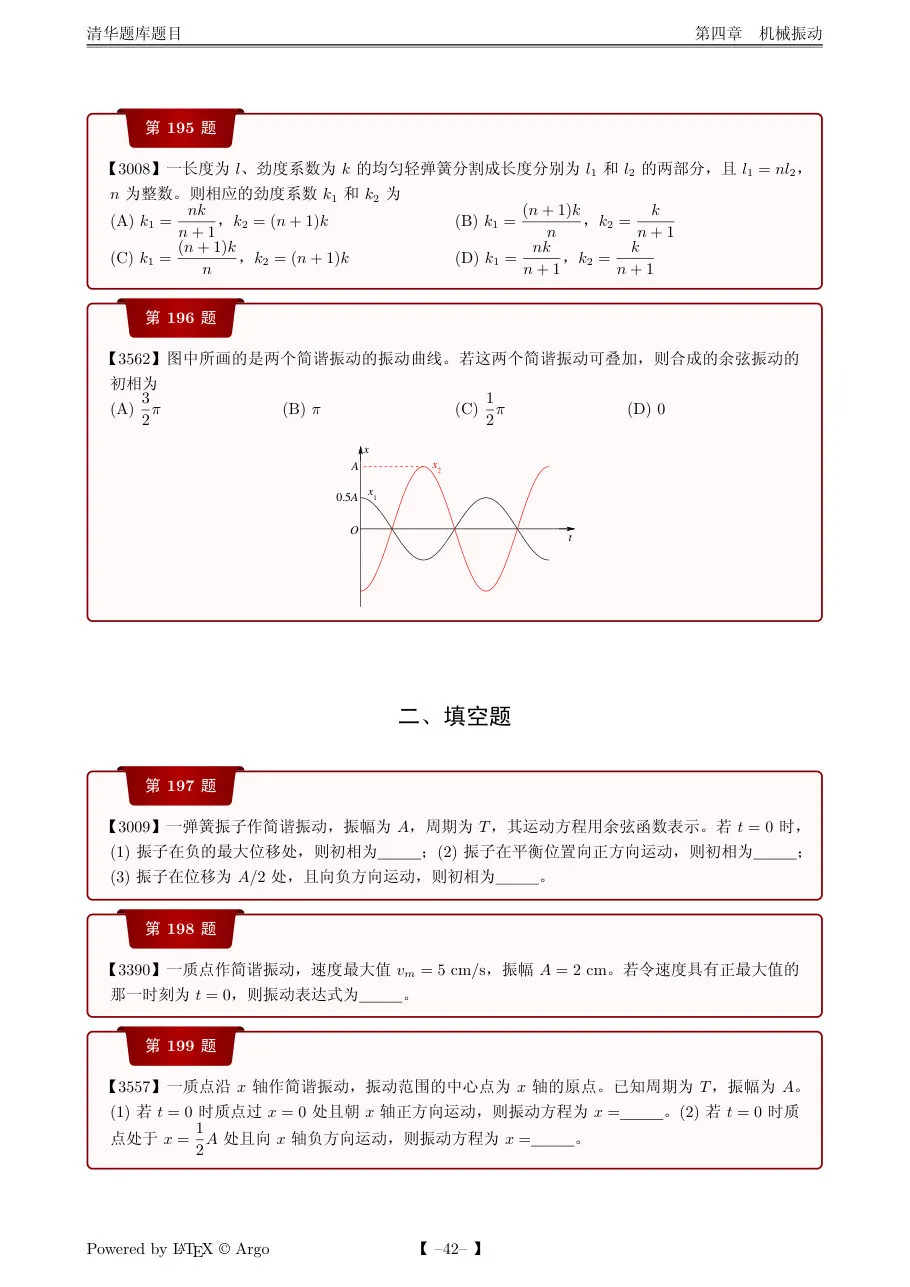 清华题库题目 第四章 机械振动
第 195 题
【3008】一长度为 l、劲度系数为 k 的均匀轻弹簧分割成长度分别为 l₁ 和 l₂ 的两部分，且 l₁ = nl₂，
n 为整数。则相应的劲度系数 k₁ 和 k₂ 为
(A) k₁ = nk/(n+1)，k₂ = (n+1)k (B) k₁ = (n+1)k/n，k₂ = k/(n+1)
(C) k₁ = (n+1)k/n，k₂ = (n+1)k (D) k₁ = nk/(n+1)，k₂ = k/(n+1)
第 196 题
【3562】图中所画的是两个简谐振动的振动曲线。若这两个简谐振动可叠加，则合成的余弦振动的
初相为
(A) 3/2 π (B) π (C) 1/2 π (D) 0
x
A
x₂
0.5A
x₁
O
t
二、填空题
第 197 题
【3009】一弹簧振子作简谐振动，振幅为 A，周期为 T，其运动方程用余弦函数表示。若 t = 0 时，
(1) 振子在负的最大位移处，则初相为_____；(2) 振子在平衡位置向正方向运动，则初相为_____；
(3) 振子在位移为 A/2 处，且向负方向运动，则初相为_____。
第 198 题
【3390】一质点作简谐振动，速度最大值 vₘ = 5 cm/s，振幅 A = 2 cm。若令速度具有正最大值的
那一时刻为 t = 0，则振动表达式为_____。
第 199 题
【3557】一质点沿 x 轴作简谐振动，振动范围的中心点为 x 轴的原点。已知周期为 T，振幅为 A。
(1) 若 t = 0 时质点过 x = 0 处且朝 x 轴正方向运动，则振动方程为 x =_____。(2) 若 t = 0 时质
点处于 x = 1/2 A 处且向 x 轴负方向运动，则振动方程为 x =_____。
Powered by LATEX © Argo 【 –42– 】